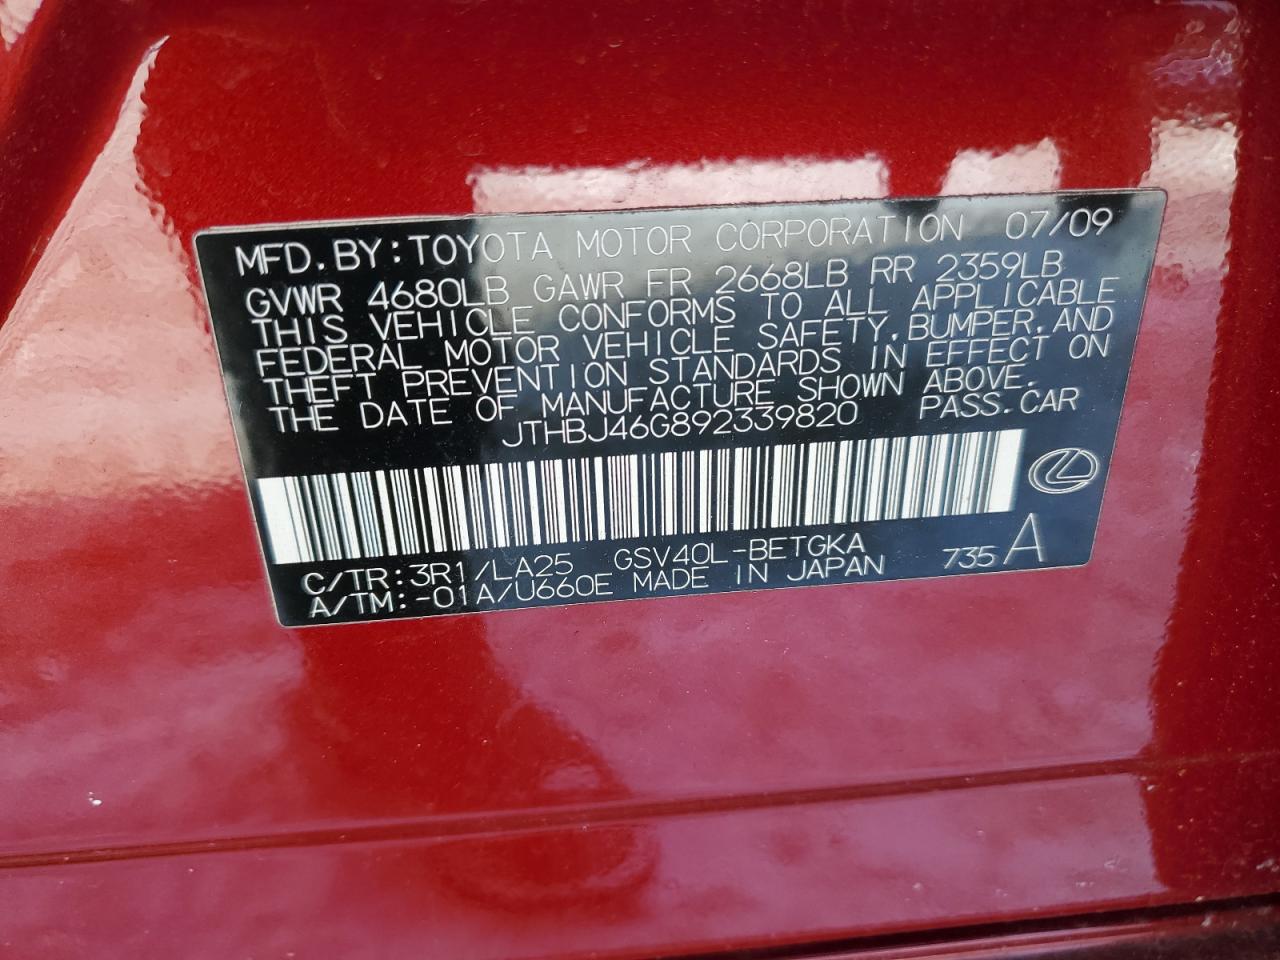 MFD. BY: TOYOTA MOTOR CORPORATION 07/09
GVWR 4680LB GAWR FR 2668LB RR 2359LB
THIS VEHICLE CONFORMS TO ALL APPLICABLE
FEDERAL MOTOR VEHICLE SAFETY, BUMPER, AND
THEFT PREVENTION STANDARDS IN EFFECT ON
THE DATE OF MANUFACTURE SHOWN ABOVE.
JTHBJ46G892339820 PASS. CAR
C/TR: 3R1/LA25 GSV40L-BETGKA 735 A
A/TM: -01A/U660E MADE IN JAPAN